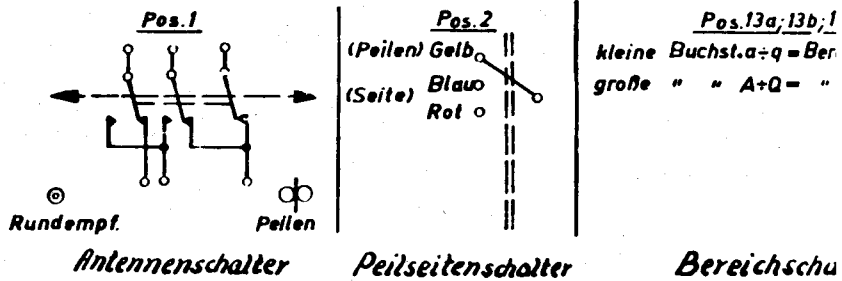 Pos.1
Rundempf. Peilen
Antennenschalter
Pos.2
(Peilen) Gelb
(Seite) Blau
Rot
Peilseitenschalter
Pos.13a; 13b; 1
kleine Buchst. a÷q = Ber
große " " A÷Q = "
Bereichschu